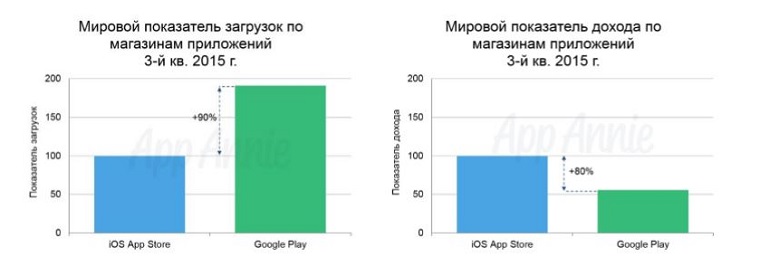 Мировой показатель загрузок по
магазинам приложений
3-й кв. 2015 г.
200
150
100
50
0
Показатель загрузок
+90%
App Annie
iOS App Store
Google Play
Мировой показатель дохода по
магазинам приложений
3-й кв. 2015 г.
200
150
100
50
0
Показатель дохода
+80%
App Annie
iOS App Store
Google Play